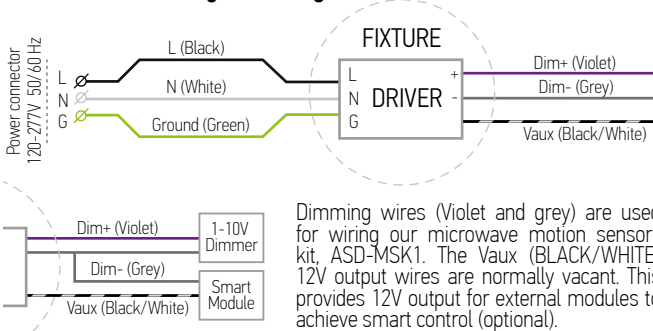 Power connector
120-277V 50/60 Hz
L
N
G
L (Black)
N (White)
Ground (Green)
FIXTURE
L
N
G
DRIVER
+
-
Dim+ (Violet)
Dim- (Grey)
Vaux (Black/White)
Dim+ (Violet)
Dim- (Grey)
Vaux (Black/White)
1-10V
Dimmer
Smart
Module
Dimming wires (Violet and grey) are used
for wiring our microwave motion sensor
kit, ASD-MSK1. The Vaux (BLACK/WHITE
12V output wires are normally vacant. This
provides 12V output for external modules to
achieve smart control (optional).